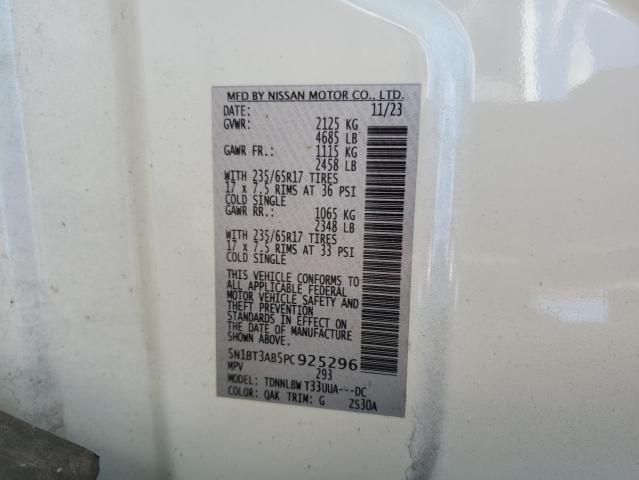 MFD BY NISSAN MOTOR CO., LTD.
DATE: 11/23
GVWR: 2125 KG
4685 LB
GAWR FR.: 1115 KG
2458 LB
WITH 235/65R17 TIRES
17 x 7.5 RIMS AT 36 PSI
COLD SINGLE
GAWR RR.: 1065 KG
2348 LB
WITH 235/65R17 TIRES
17 x 7.5 RIMS AT 33 PSI
COLD SINGLE
THIS VEHICLE CONFORMS TO
ALL APPLICABLE FEDERAL
MOTOR VEHICLE SAFETY AND
THEFT PREVENTION
STANDARDS IN EFFECT ON
THE DATE OF MANUFACTURE
SHOWN ABOVE.
5N1BT3AB5PC925296
MPV 293
MODEL: TDNNLBW T33UUA---DC
COLOR: QAK TRIM: G ZS30A